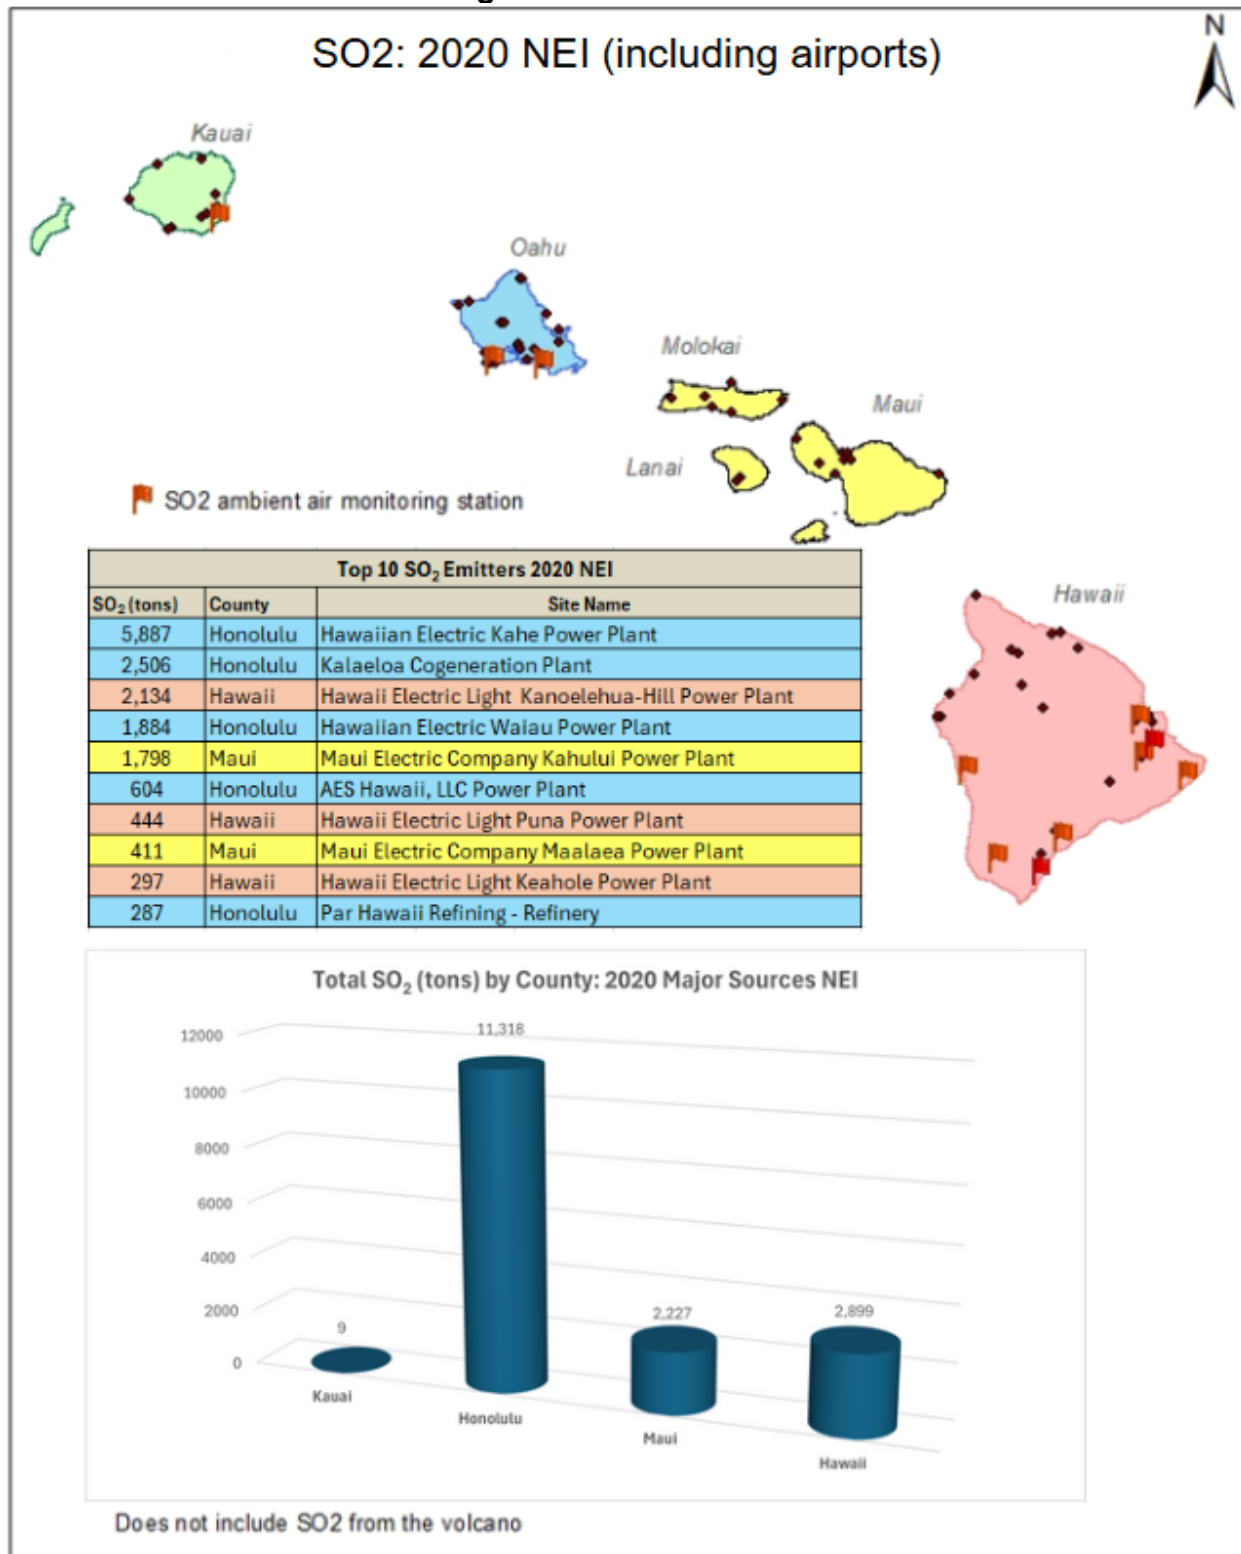 SO2: 2020 NEI (including airports)
N
Kauai
Oahu
Molokai
Maui
Lanai
SO2 ambient air monitoring station
Hawaii
Top 10 SO₂ Emitters 2020 NEI
SO₂ (tons) County Site Name
5,887 Honolulu Hawaiian Electric Kahe Power Plant
2,506 Honolulu Kalaeloa Cogeneration Plant
2,134 Hawaii Hawaii Electric Light Kanoelehua-Hill Power Plant
1,884 Honolulu Hawaiian Electric Waiau Power Plant
1,798 Maui Maui Electric Company Kahului Power Plant
604 Honolulu AES Hawaii, LLC Power Plant
444 Hawaii Hawaii Electric Light Puna Power Plant
411 Maui Maui Electric Company Maalaea Power Plant
297 Hawaii Hawaii Electric Light Keahole Power Plant
287 Honolulu Par Hawaii Refining - Refinery
Total SO₂ (tons) by County: 2020 Major Sources NEI
12000
10000
8000
6000
4000
2000
0
9
11,318
2,227
2,899
Kauai
Honolulu
Maui
Hawaii
Does not include SO2 from the volcano